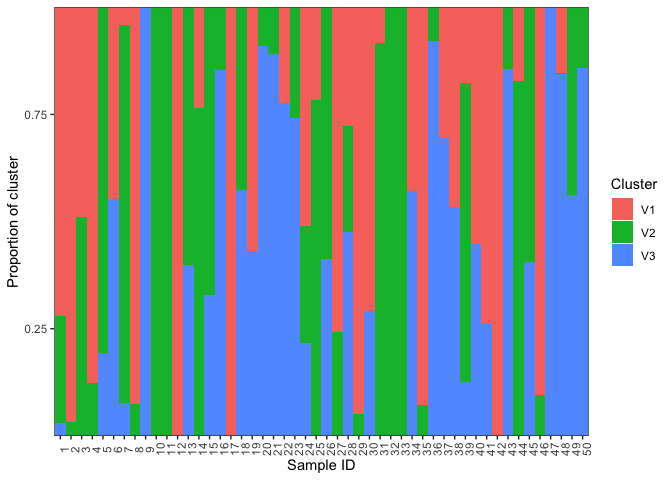 Proportion of cluster
0.75
0.25
1 2 3 4 5 6 7 8 9 10 11 12 13 14 15 16 17 18 19 20 21 22 23 24 25 26 27 28 29 30 31 32 33 34 35 36 37 38 39 40 41 42 43 44 45 46 47 48 49 50
Sample ID
Cluster
V1
V2
V3